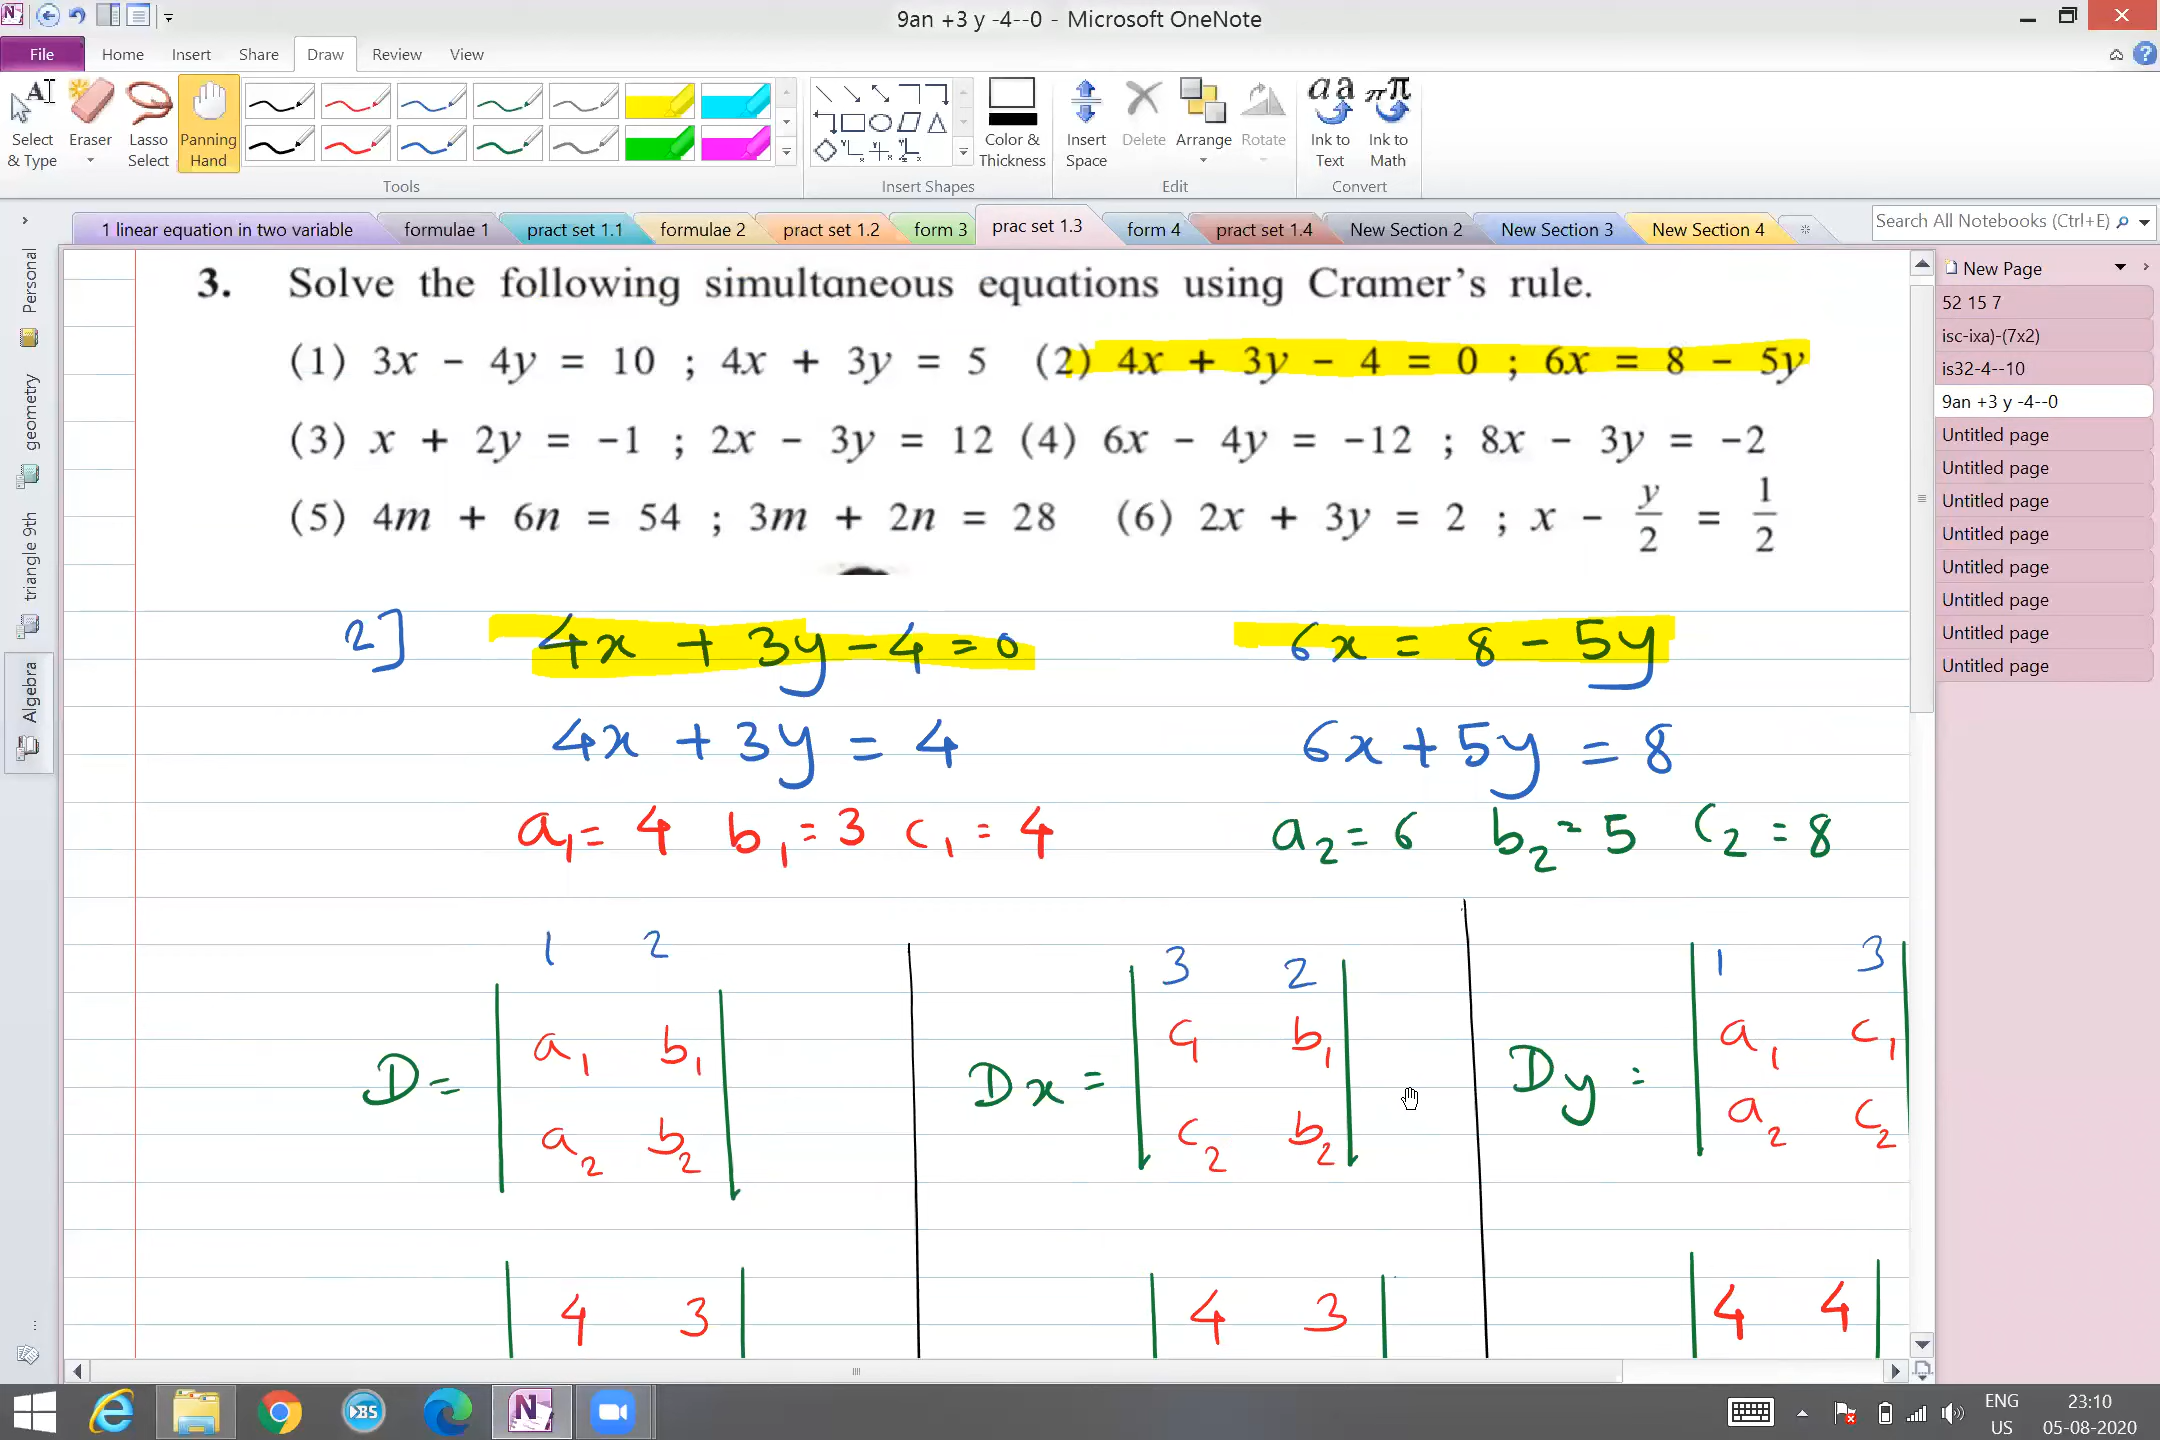 9an +3 y -4--0 - Microsoft OneNote
File Home Insert Share Draw Review View
Select & Type
Eraser
Lasso Select
Panning Hand
Color & Thickness
Insert Space
Delete
Arrange
Rotate
Ink to Text
Ink to Math
Tools
Insert Shapes
Edit
Convert
1 linear equation in two variable formulae 1 pract set 1.1 formulae 2 pract set 1.2 form 3 prac set 1.3 form 4 pract set 1.4 New Section 2 New Section 3 New Section 4
Search All Notebooks (Ctrl+E)
Personal
geometry
triangle 9th
Algebra
New Page
52 15 7
isc-ixa)-(7x2)
is32-4--10
9an +3 y -4--0
Untitled page
Untitled page
Untitled page
Untitled page
Untitled page
Untitled page
Untitled page
Untitled page
3. Solve the following simultaneous equations using Cramer's rule.
(1) 3x - 4y = 10 ; 4x + 3y = 5 (2) 4x + 3y - 4 = 0 ; 6x = 8 - 5y
(3) x + 2y = -1 ; 2x - 3y = 12 (4) 6x - 4y = -12 ; 8x - 3y = -2
(5) 4m + 6n = 54 ; 3m + 2n = 28 (6) 2x + 3y = 2 ; x - y/2 = 1/2
2] 4x + 3y - 4 = 0 6x = 8 - 5y
4x + 3y = 4 6x + 5y = 8
a1 = 4 b1 = 3 c1 = 4 a2 = 6 b2 = 5 c2 = 8
1 2 3 2 1 3
D = | a1 b1 | Dx = | c1 b1 | Dy = | a1 c1 |
| a2 b2 | | c2 b2 | | a2 c2 |
| 4 3 | | 4 3 | | 4 4 |
ENG
US
23:10
05-08-2020